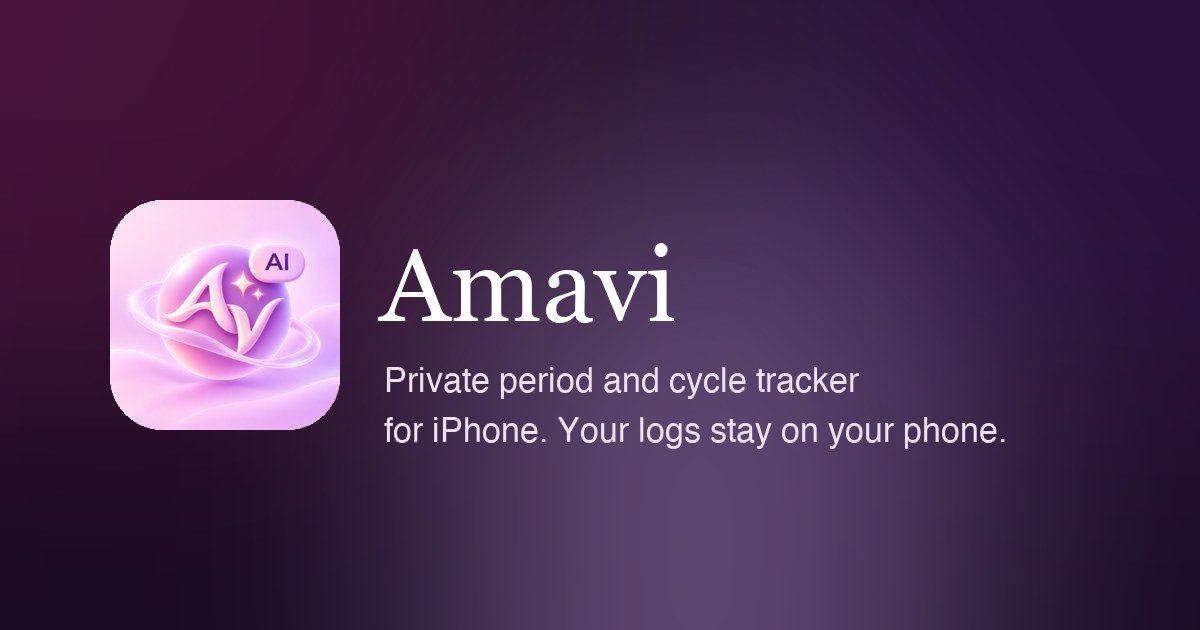 AI
Av
Amavi
Private period and cycle tracker
for iPhone. Your logs stay on your phone.